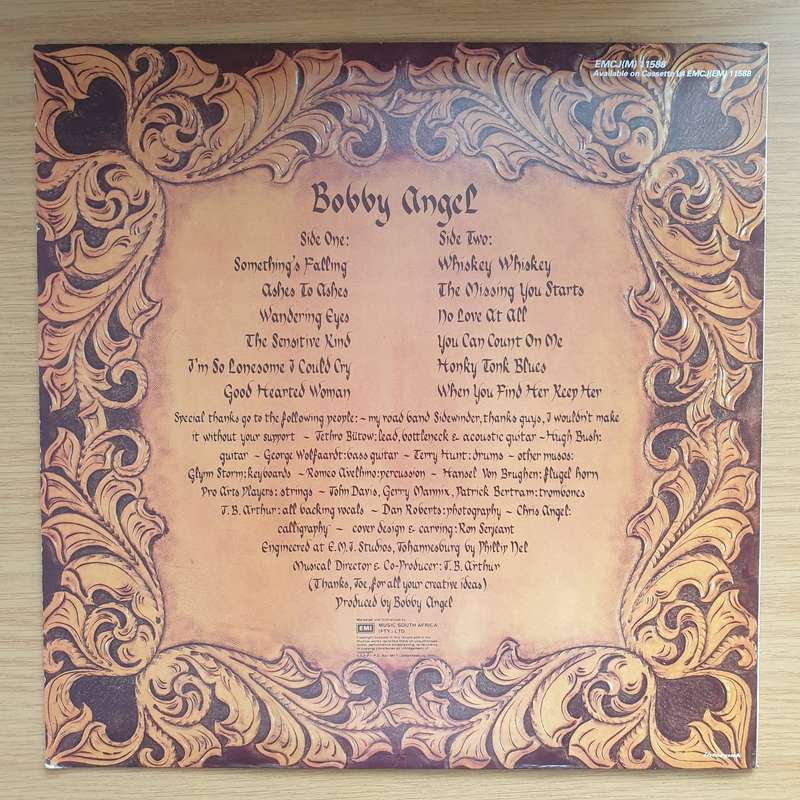 EMCJ(M) 11588
Available on Cassette as EMCJ(EM) 11588
Bobby Angel
Side One:
Something's Falling
Ashes To Ashes
Wandering Eyes
The Sensitive Kind
I'm So Lonesome I Could Cry
Good Hearted Woman
Side Two:
Whiskey Whiskey
The Missing You Starts
No Love At All
You Can Count On Me
Honky Tonk Blues
When You Find Her Keep Her
Special thanks go to the following people: ~ my road band Sidewinder, thanks guys, I wouldn't make
it without your support ~ Tethro Bütow: lead, bottleneck & acoustic guitar ~ Hugh Bush:
guitar ~ George Wolfaardt: bass guitar ~ Terry Hunt: drums ~ other musos:
Glynn Storm: keyboards ~ Romeo Avelhino: percussion ~ Hansel Von Brughen: flugel horn
Pro Arts Players: strings ~ John Davis, Gerry Mannix, Patrick Bertram: trombones
J.B. Arthur: all backing vocals ~ Dan Roberts: photography ~ Chris Angel:
calligraphy ~ cover design & carving: Ron Serjeant
Engineered at E.M.I. Studios, Johannesburg by Phillip Nel
Musical Director & Co-Producer: J.B. Arthur
(Thanks, Joe, for all your creative ideas)
Produced by Bobby Angel
Marketed and Distributed by
EMI MUSIC SOUTH AFRICA
(PTY.) LTD.